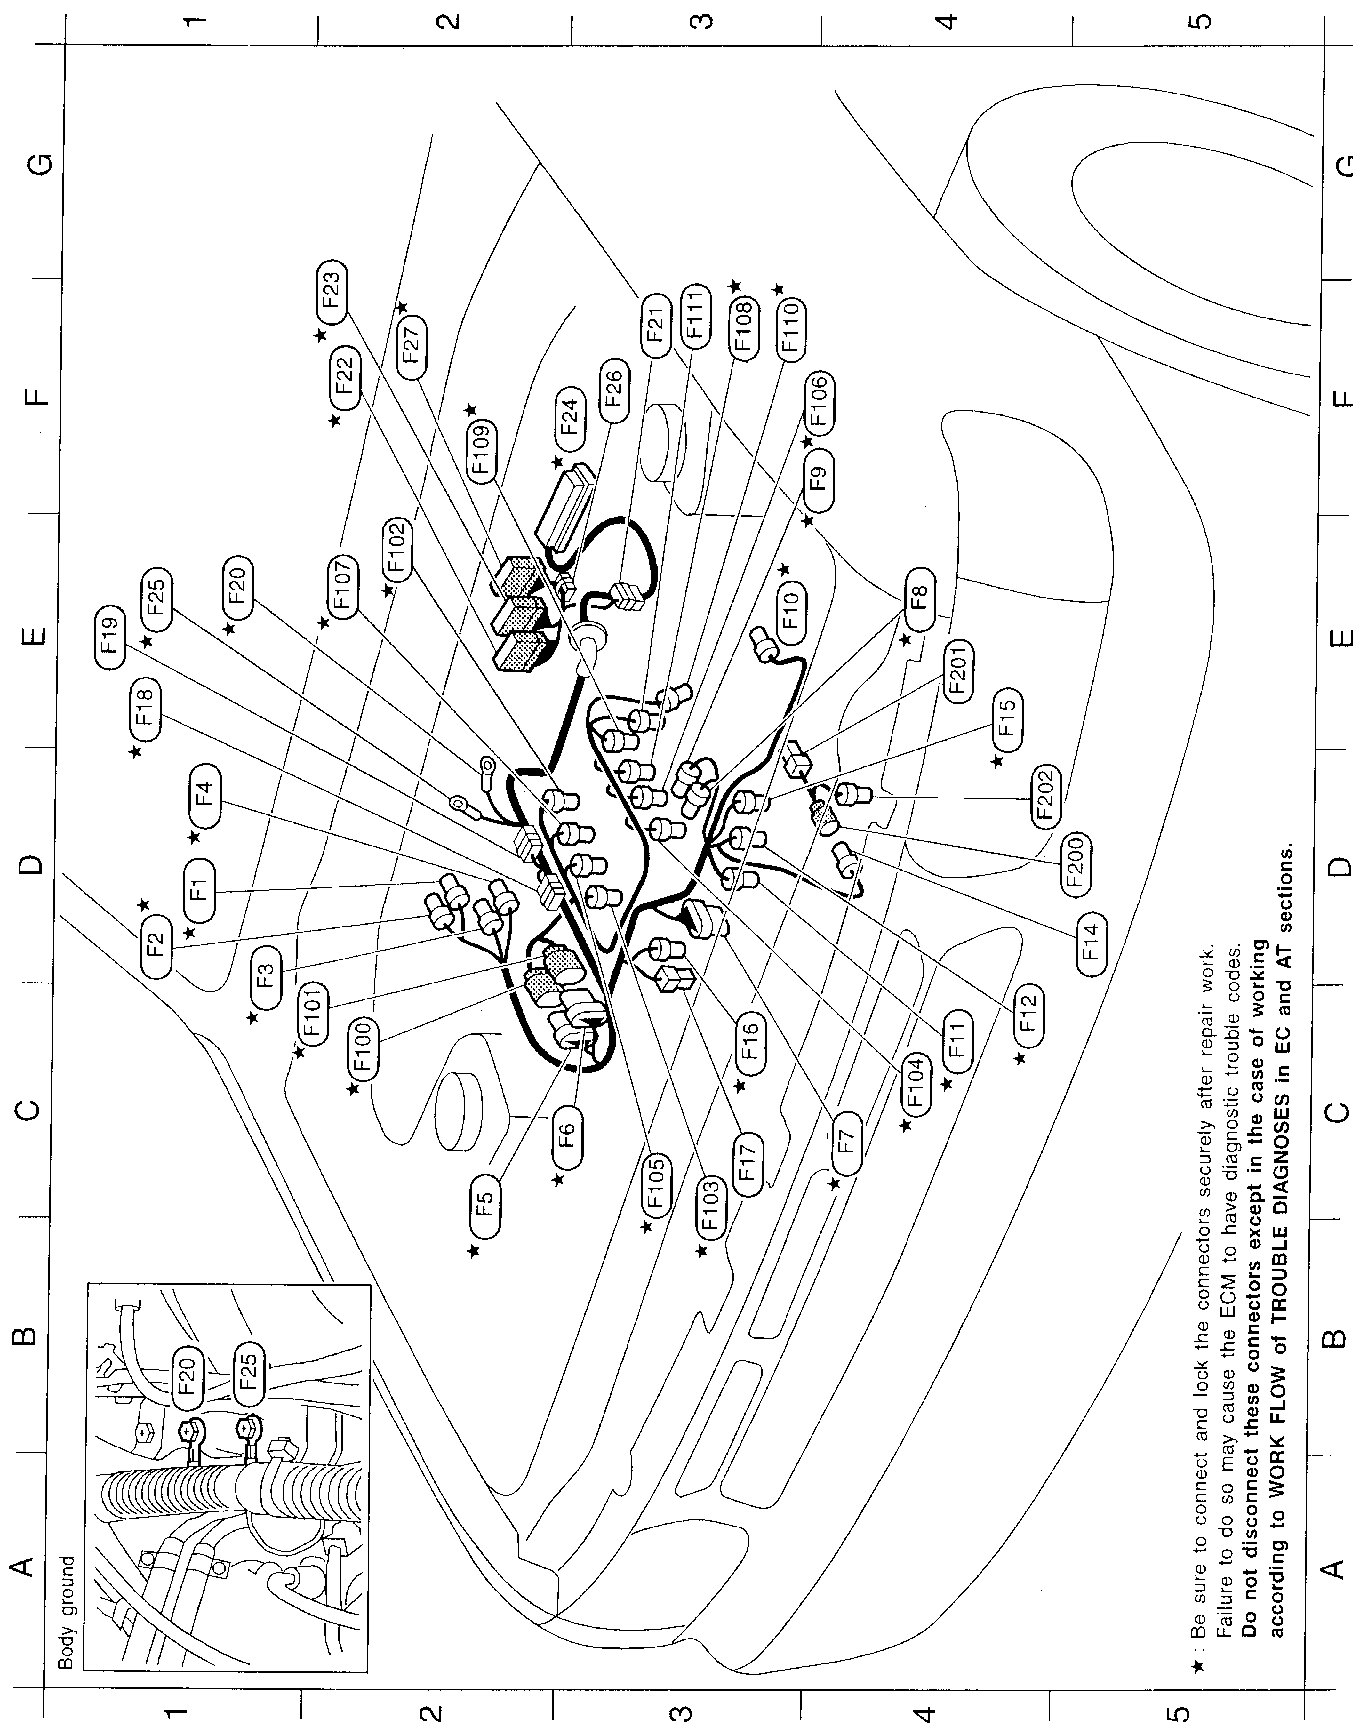 1
2
3
4
5
G
F
E
D
C
B
A
G
F
E
D
C
B
A
1
2
3
4
5
Body ground
F20
F25
F19
★ F25
★ F20
★ F18
★ F107
★ F102
★ F22
★ F23
★ F27
★ F109
★ F24
F26
F21
F111
★ F108
★ F110
★ F106
★ F9
★ F10
★ F8
F201
★ F15
F202
F200
F14
★ F12
★ F11
★ F104
★ F7
★ F16
F17
★ F103
★ F105
★ F6
★ F5
★ F100
★ F101
★ F3
★ F2
★ F1
★ F4
★ : Be sure to connect and lock the connectors securely after repair work.
Failure to do so may cause the ECM to have diagnostic trouble codes.
Do not disconnect these connectors except in the case of working
according to WORK FLOW of TROUBLE DIAGNOSES in EC and AT sections.